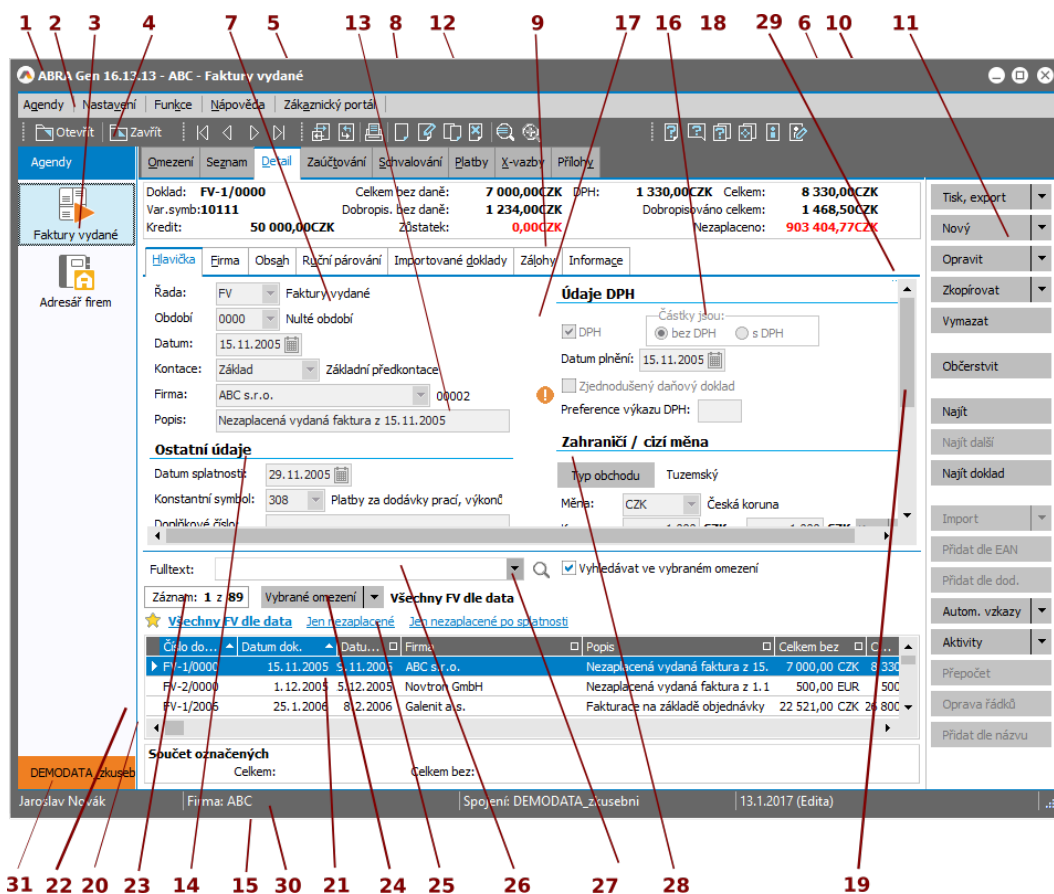 1 2 3 4 7 5 13 8 12 9 17 16 18 29 6 10 11
ABRA Gen 16.13.13 - ABC - Faktury vydané
Agendy Nastavení Funkce Nápověda Zákaznický portál
Otevřít Zavřít
Agendy
Omezení Seznam Detail Zaúčtování Schvalování Platby X-vazby Přílohy
Faktury vydané
Adresář firem
Doklad: FV-1/0000 Celkem bez daně: 7 000,00CZK DPH: 1 330,00CZK Celkem: 8 330,00CZK
Var.symb:10111 Dobropis. bez daně: 1 234,00CZK Dobropisováno celkem: 1 468,50CZK
Kredit: 50 000,00CZK Zůstatek: 0,00CZK Nezaplaceno: 903 404,77CZK
Hlavička Firma Obsah Ruční párování Importované doklady Zálohy Informace
Řada: FV Faktury vydané
Období 0000 Nulté období
Datum: 15.11.2005
Kontace: Základ Základní předkontace
Firma: ABC s.r.o. 00002
Popis: Nezaplacená vydaná faktura z 15.11.2005
Ostatní údaje
Datum splatnosti: 29.11.2005
Konstantní symbol: 308 Platby za dodávky prací, výkonů
Doplňkové číslo:
Údaje DPH
Částky jsou:
DPH bez DPH s DPH
Datum plnění: 15.11.2005
Zjednodušený daňový doklad
Preference výkazu DPH:
Zahraničí / cizí měna
Typ obchodu Tuzemský
Měna: CZK Česká koruna
Fulltext: Vyhledávat ve vybraném omezení
Záznam: 1 z 89 Vybrané omezení Všechny FV dle data
Všechny FV dle data Jen nezaplacené Jen nezaplacené po splatnosti
Číslo do... Datum dok. Datu... Firma Popis Celkem bez C...
FV-1/0000 15.11.2005 9.11.2005 ABC s.r.o. Nezaplacená vydaná faktura z 15. 7 000,00 CZK 8 330
FV-2/0000 1.12.2005 5.12.2005 Novtron GmbH Nezaplacená vydaná faktura z 1.1 500,00 EUR 500
FV-1/2006 25.1.2006 8.2.2006 Galenit a.s. Fakturace na základě objednávky 22 521,00 CZK 26 800
Součet označených
Celkem: Celkem bez:
Tisk, export
Nový
Opravit
Zkopírovat
Vymazat
Občerstvit
Najít
Najít další
Najít doklad
Import
Přidat dle EAN
Přidat dle dod.
Autom. vzkazy
Aktivity
Přepočet
Oprava řádků
Přidat dle názvu
DEMODATA_zkuseb
Jaroslav Novák Firma: ABC Spojení: DEMODATA_zkusebni 13.1.2017 (Edita)
31 22 20 23 14 15 30 21 24 25 26 27 28 19